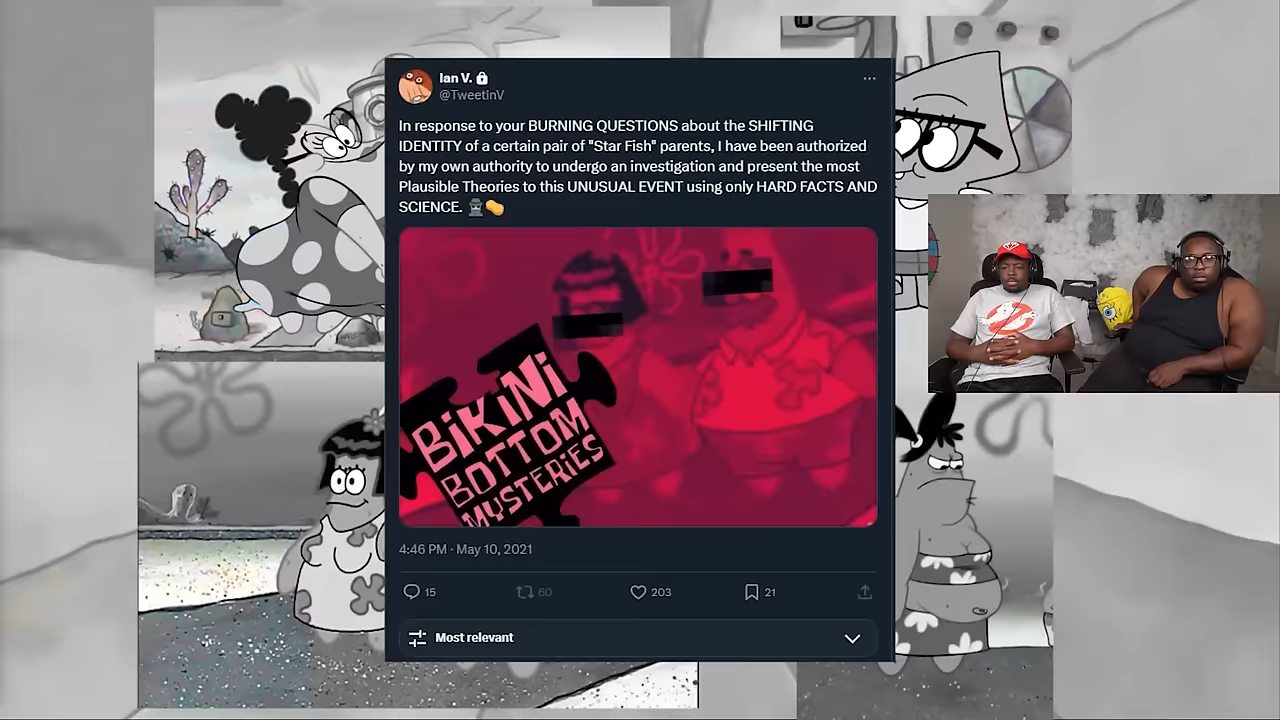 Ian V.
@TweetInV
In response to your BURNING QUESTIONS about the SHIFTING
IDENTITY of a certain pair of "Star Fish" parents, I have been authorized
by my own authority to undergo an investigation and present the most
Plausible Theories to this UNUSUAL EVENT using only HARD FACTS AND
SCIENCE.
BIKINI
BOTTOM
MYSTERIES
4:46 PM · May 10, 2021
15 60 203 21
Most relevant